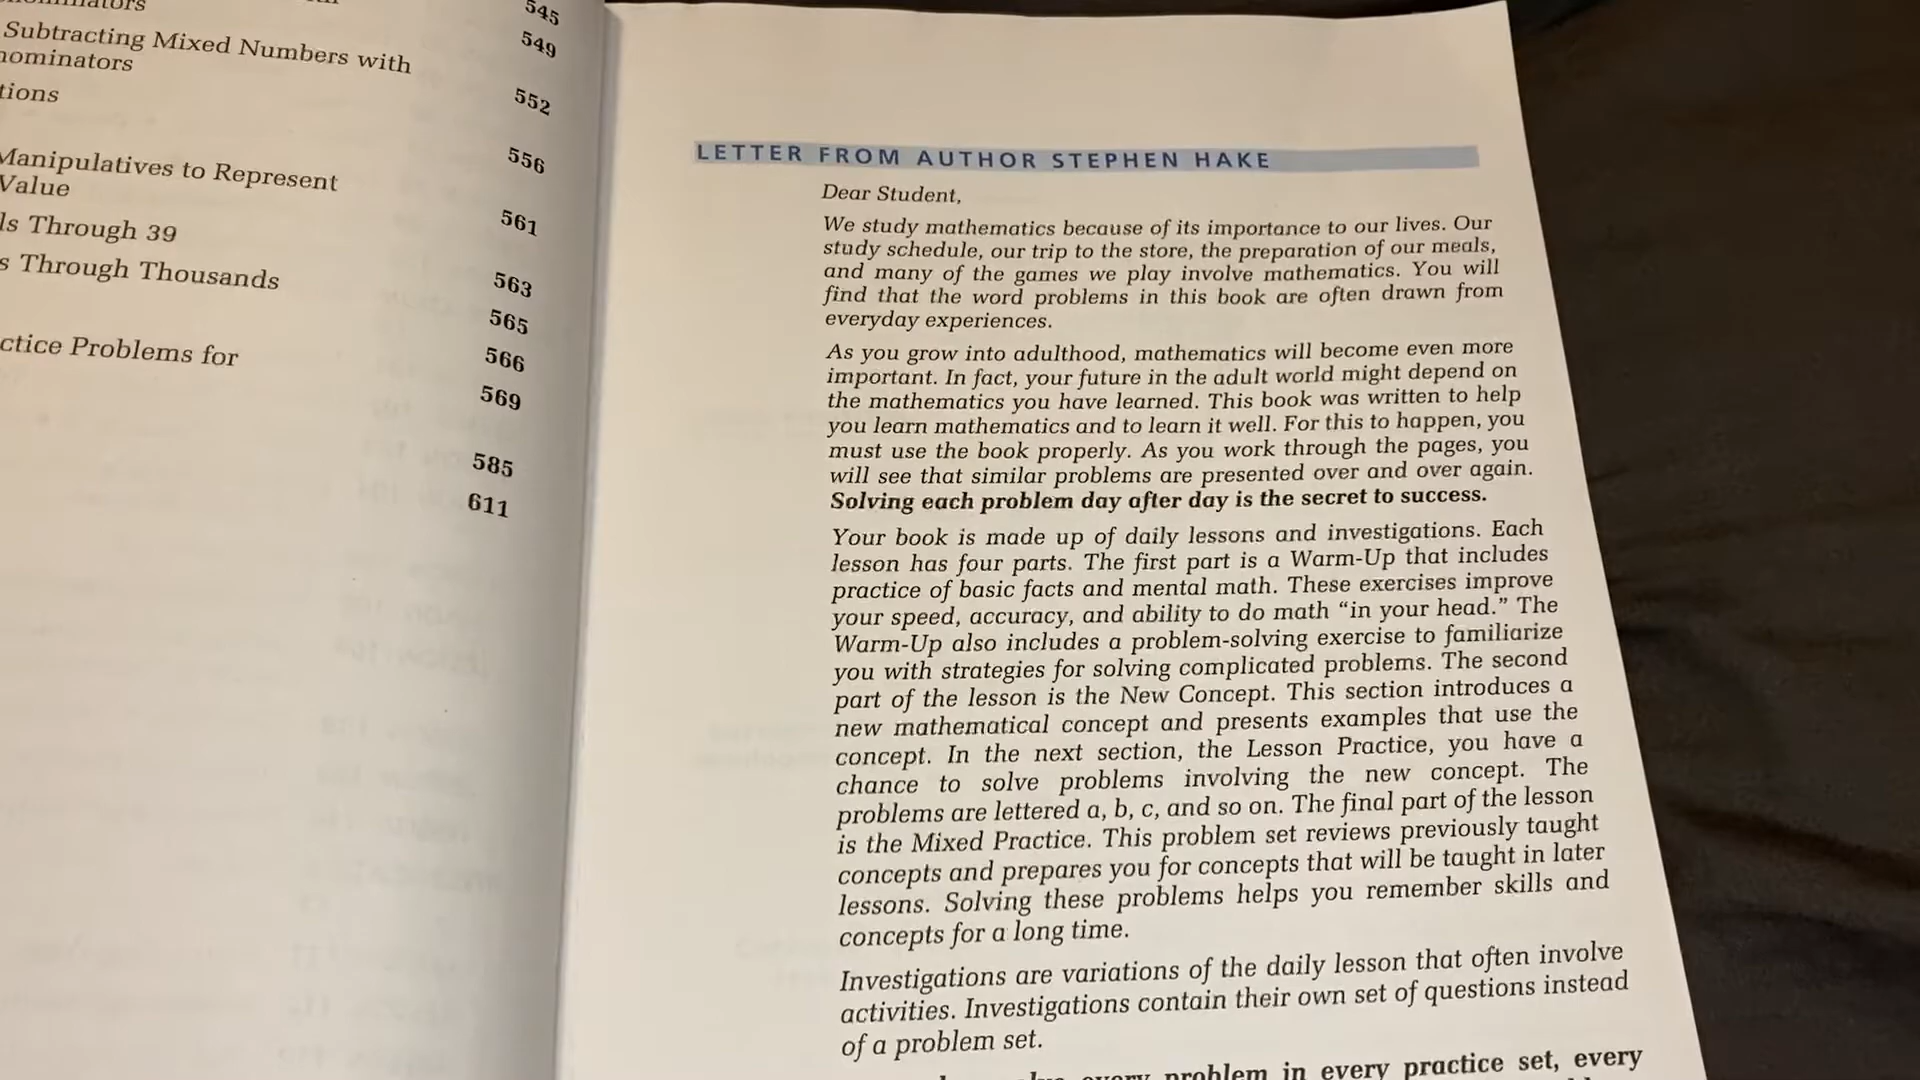 545
Subtracting Mixed Numbers with 549
552
tions
556
Manipulatives to Represent
Value
561
ls Through 39
s Through Thousands 563
565
ctice Problems for 566
569
585
611
LETTER FROM AUTHOR STEPHEN HAKE
Dear Student,
We study mathematics because of its importance to our lives. Our
study schedule, our trip to the store, the preparation of our meals,
and many of the games we play involve mathematics. You will
find that the word problems in this book are often drawn from
everyday experiences.
As you grow into adulthood, mathematics will become even more
important. In fact, your future in the adult world might depend on
the mathematics you have learned. This book was written to help
you learn mathematics and to learn it well. For this to happen, you
must use the book properly. As you work through the pages, you
will see that similar problems are presented over and over again.
Solving each problem day after day is the secret to success.
Your book is made up of daily lessons and investigations. Each
lesson has four parts. The first part is a Warm-Up that includes
practice of basic facts and mental math. These exercises improve
your speed, accuracy, and ability to do math “in your head.” The
Warm-Up also includes a problem-solving exercise to familiarize
you with strategies for solving complicated problems. The second
part of the lesson is the New Concept. This section introduces a
new mathematical concept and presents examples that use the
concept. In the next section, the Lesson Practice, you have a
chance to solve problems involving the new concept. The
problems are lettered a, b, c, and so on. The final part of the lesson
is the Mixed Practice. This problem set reviews previously taught
concepts and prepares you for concepts that will be taught in later
lessons. Solving these problems helps you remember skills and
concepts for a long time.
Investigations are variations of the daily lesson that often involve
activities. Investigations contain their own set of questions instead
of a problem set.
every problem in every practice set, every